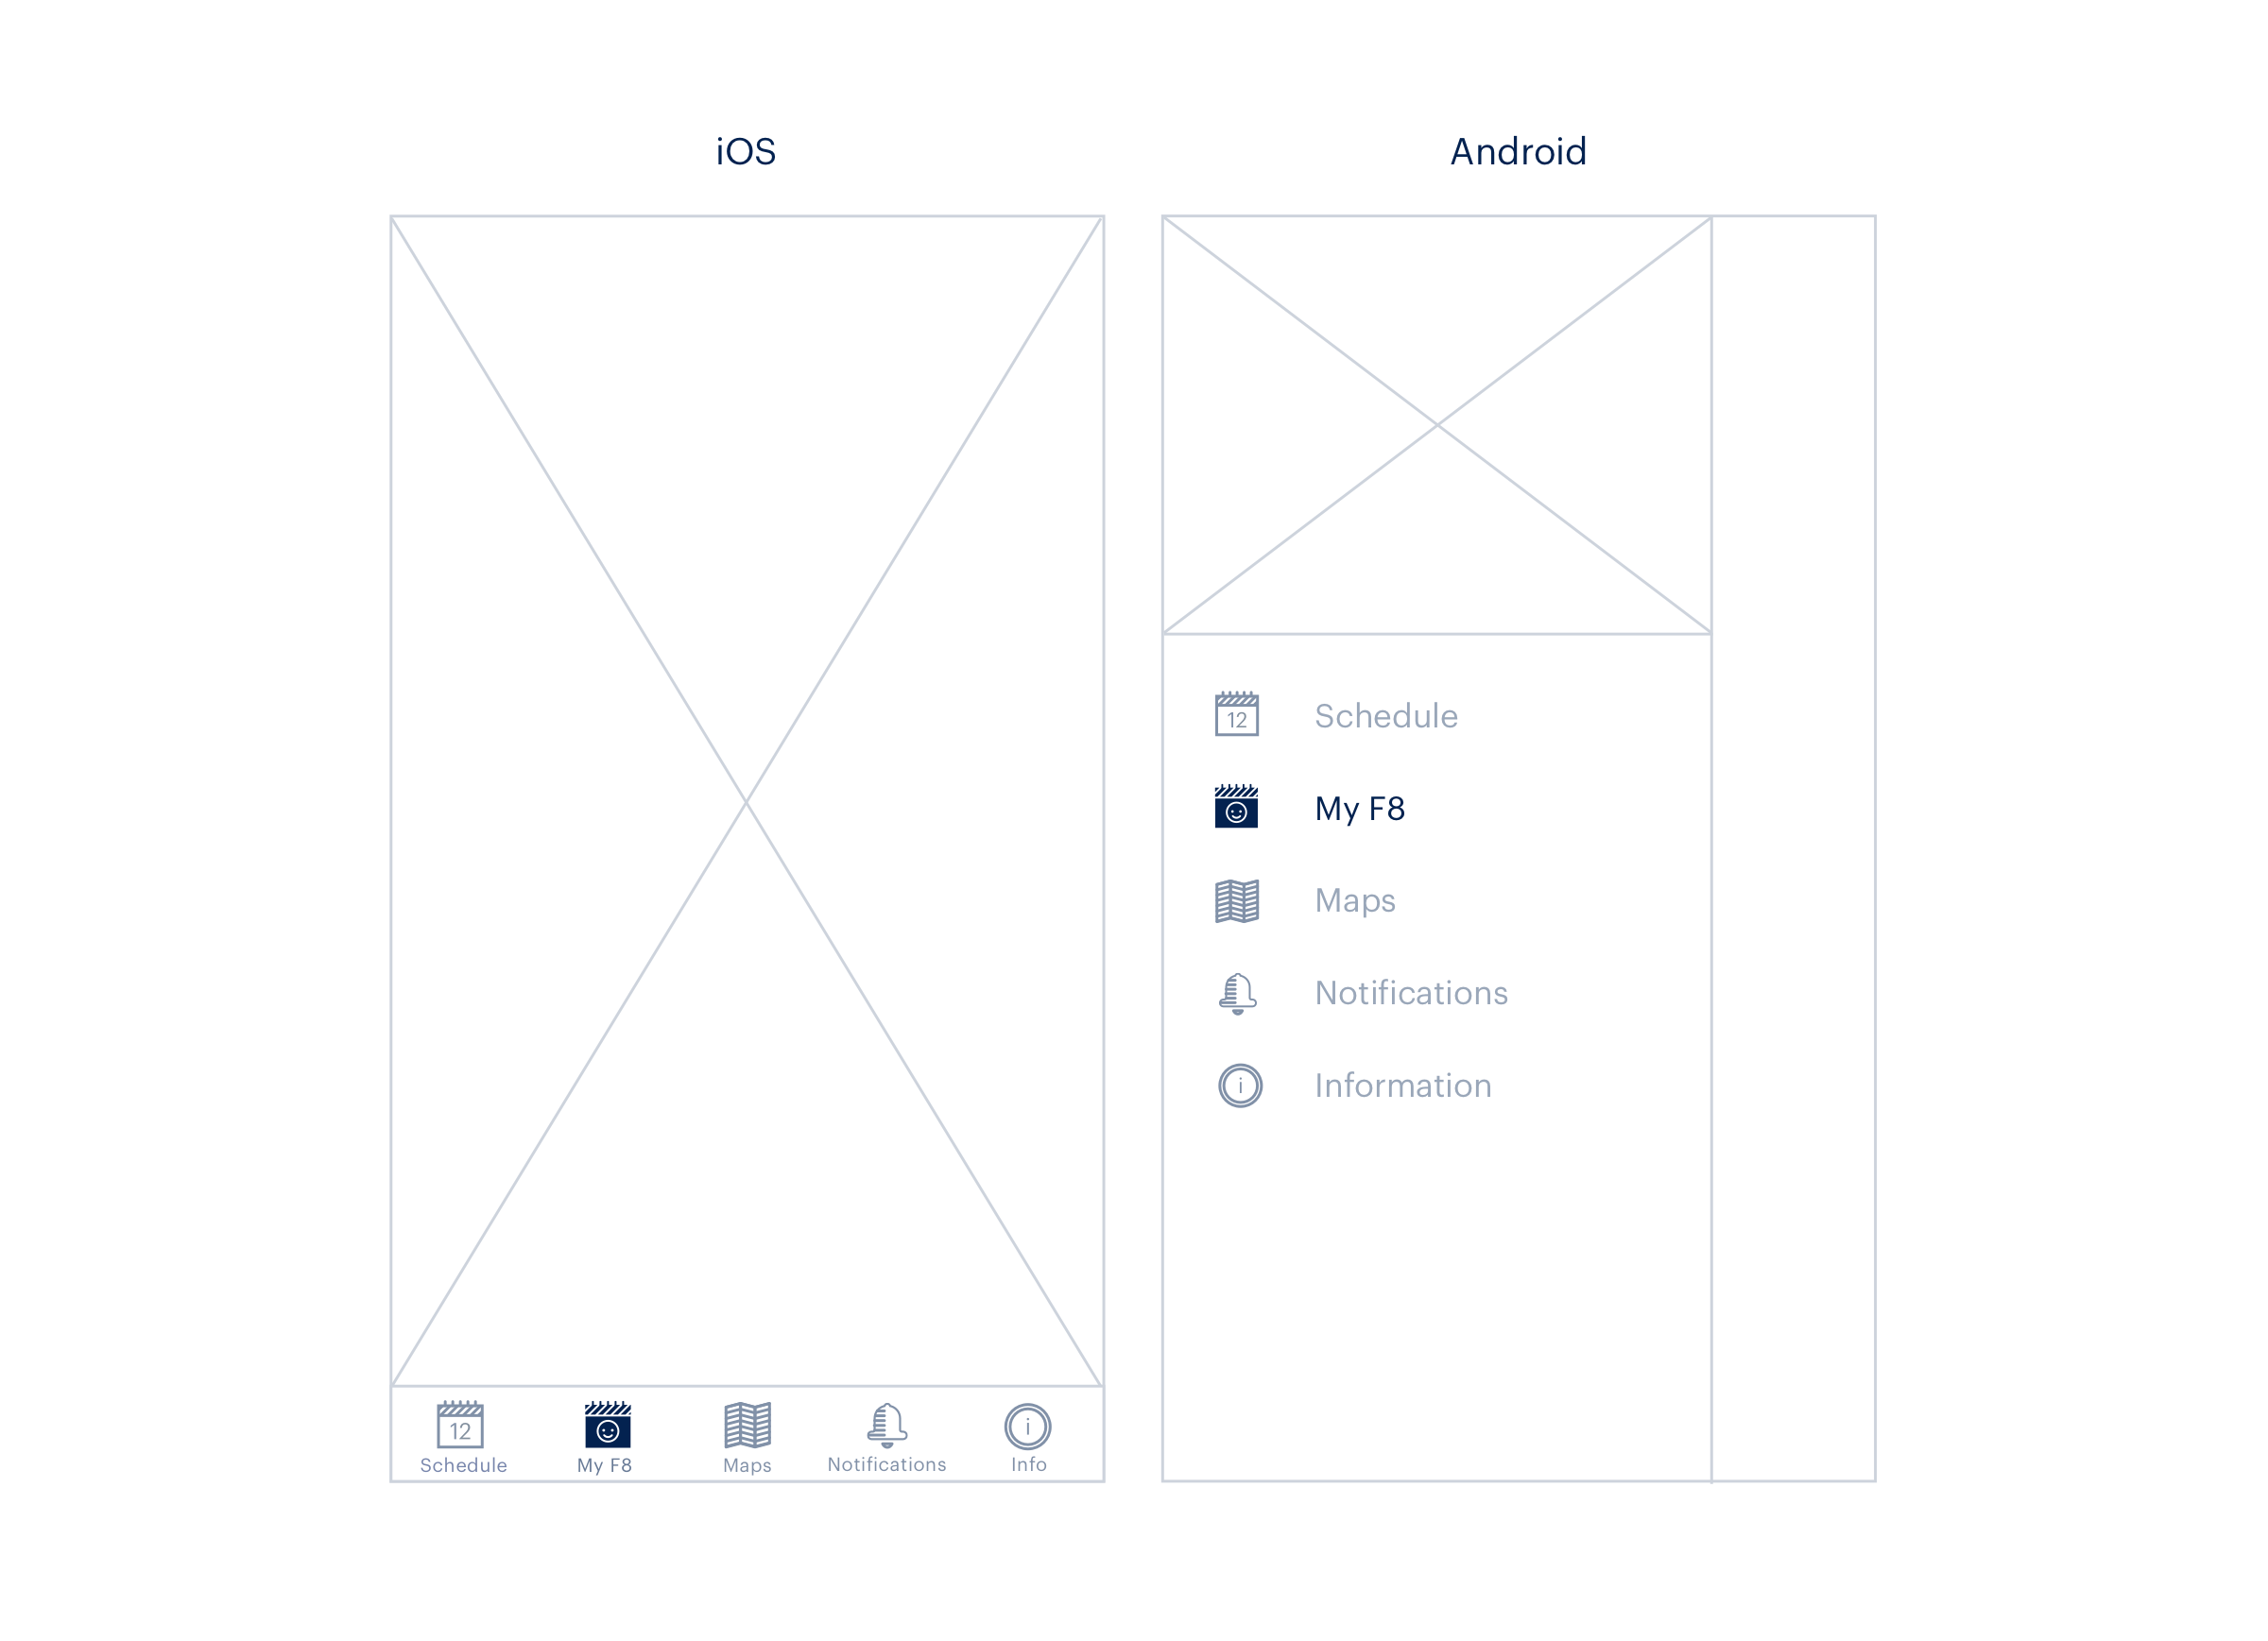 iOS
Android
12
Schedule
My F8
Maps
Notifications
i
Information
12
i
Schedule
My F8
Maps
Notifications
Info